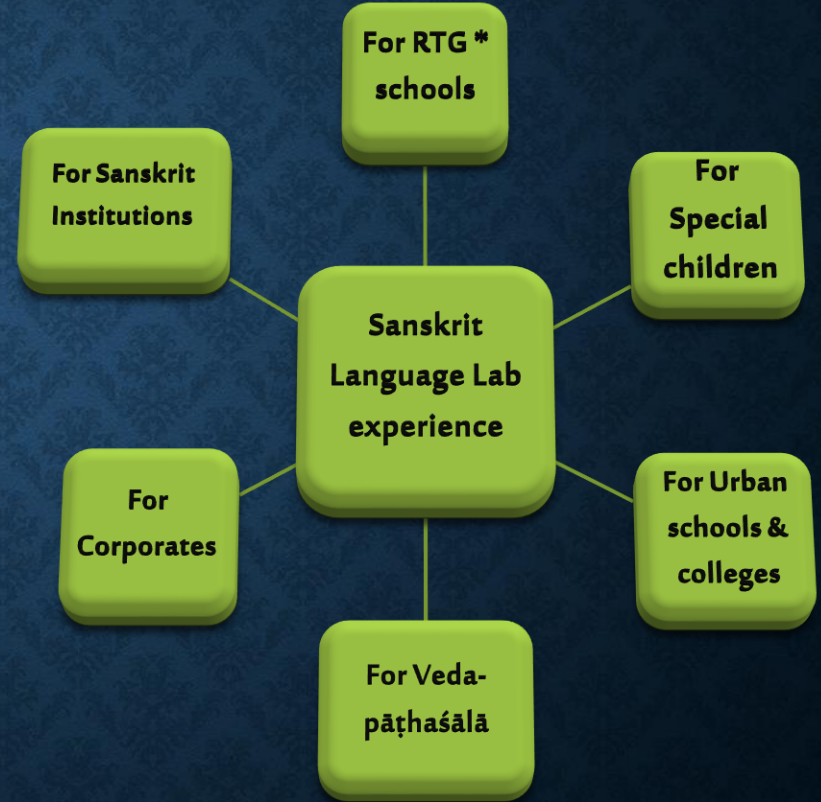 For RTG *
schools
For Sanskrit
Institutions
For
Special
children
Sanskrit
Language Lab
experience
For
Corporates
For Urban
schools &
colleges
For Veda-
pāṭhaśālā